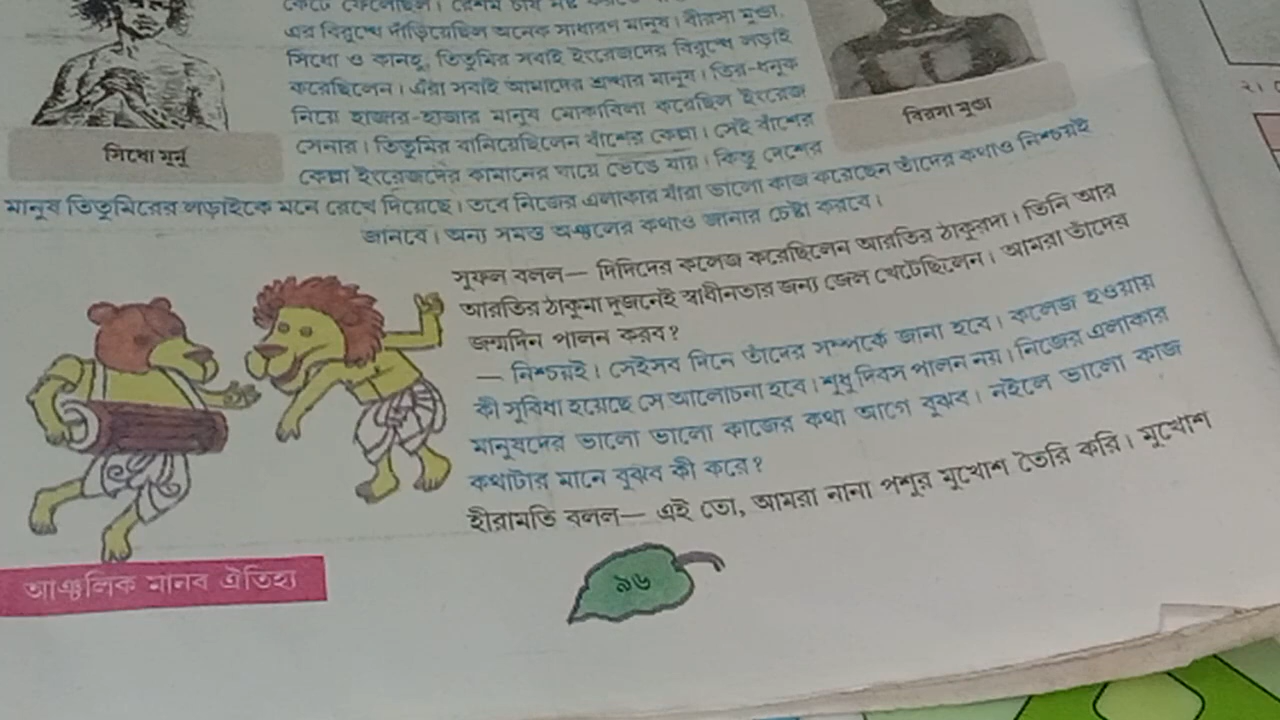 এর বিরুদ্ধে দাঁড়িয়েছিল অনেক সাধারণ মানুষ। বীরসা মুণ্ডা,
সিধো ও কানহু, তিতুমির সবাই ইংরেজদের বিরুদ্ধে লড়াই
করেছিলেন। এঁরা সবাই আমাদের শ্রদ্ধার মানুষ। তির-ধনুক
নিয়ে হাজার-হাজার মানুষ মোকাবিলা করেছিল ইংরেজ
সেনার। তিতুমির বানিয়েছিলেন বাঁশের কেল্লা। সেই বাঁশের
কেল্লা ইংরেজদের কামানের ঘায়ে ভেঙে যায়। কিন্তু দেশের
মানুষ তিতুমিরের লড়াইকে মনে রেখে দিয়েছে। তবে নিজের এলাকার যাঁরা ভালো কাজ করেছেন তাঁদের কথাও নিশ্চয়ই
জানবে। অন্য সমস্ত অঞ্চলের কথাও জানার চেষ্টা করবে।
সিধো মুর্মু
বিরসা মুণ্ডা
সুফল বলল— দিদিদের কলেজ করেছিলেন আরতির ঠাকুরদা। তিনি আর
আরতির ঠাকুমা দুজনেই স্বাধীনতার জন্য জেল খেটেছিলেন। আমরা তাঁদের
জন্মদিন পালন করব?
— নিশ্চয়ই। সেইসব দিনে তাঁদের সম্পর্কে জানা হবে। কলেজ হওয়ায়
কী সুবিধা হয়েছে সে আলোচনা হবে। শুধু দিবস পালন নয়। নিজের এলাকার
মানুষদের ভালো ভালো কাজের কথা আগে বুঝব। নইলে ভালো কাজ
কথাটার মানে বুঝব কী করে?
হীরামতি বলল— এই তো, আমরা নানা পশুর মুখোশ তৈরি করি। মুখোশ
আঞ্চলিক মানব ঐতিহ্য
৯৬